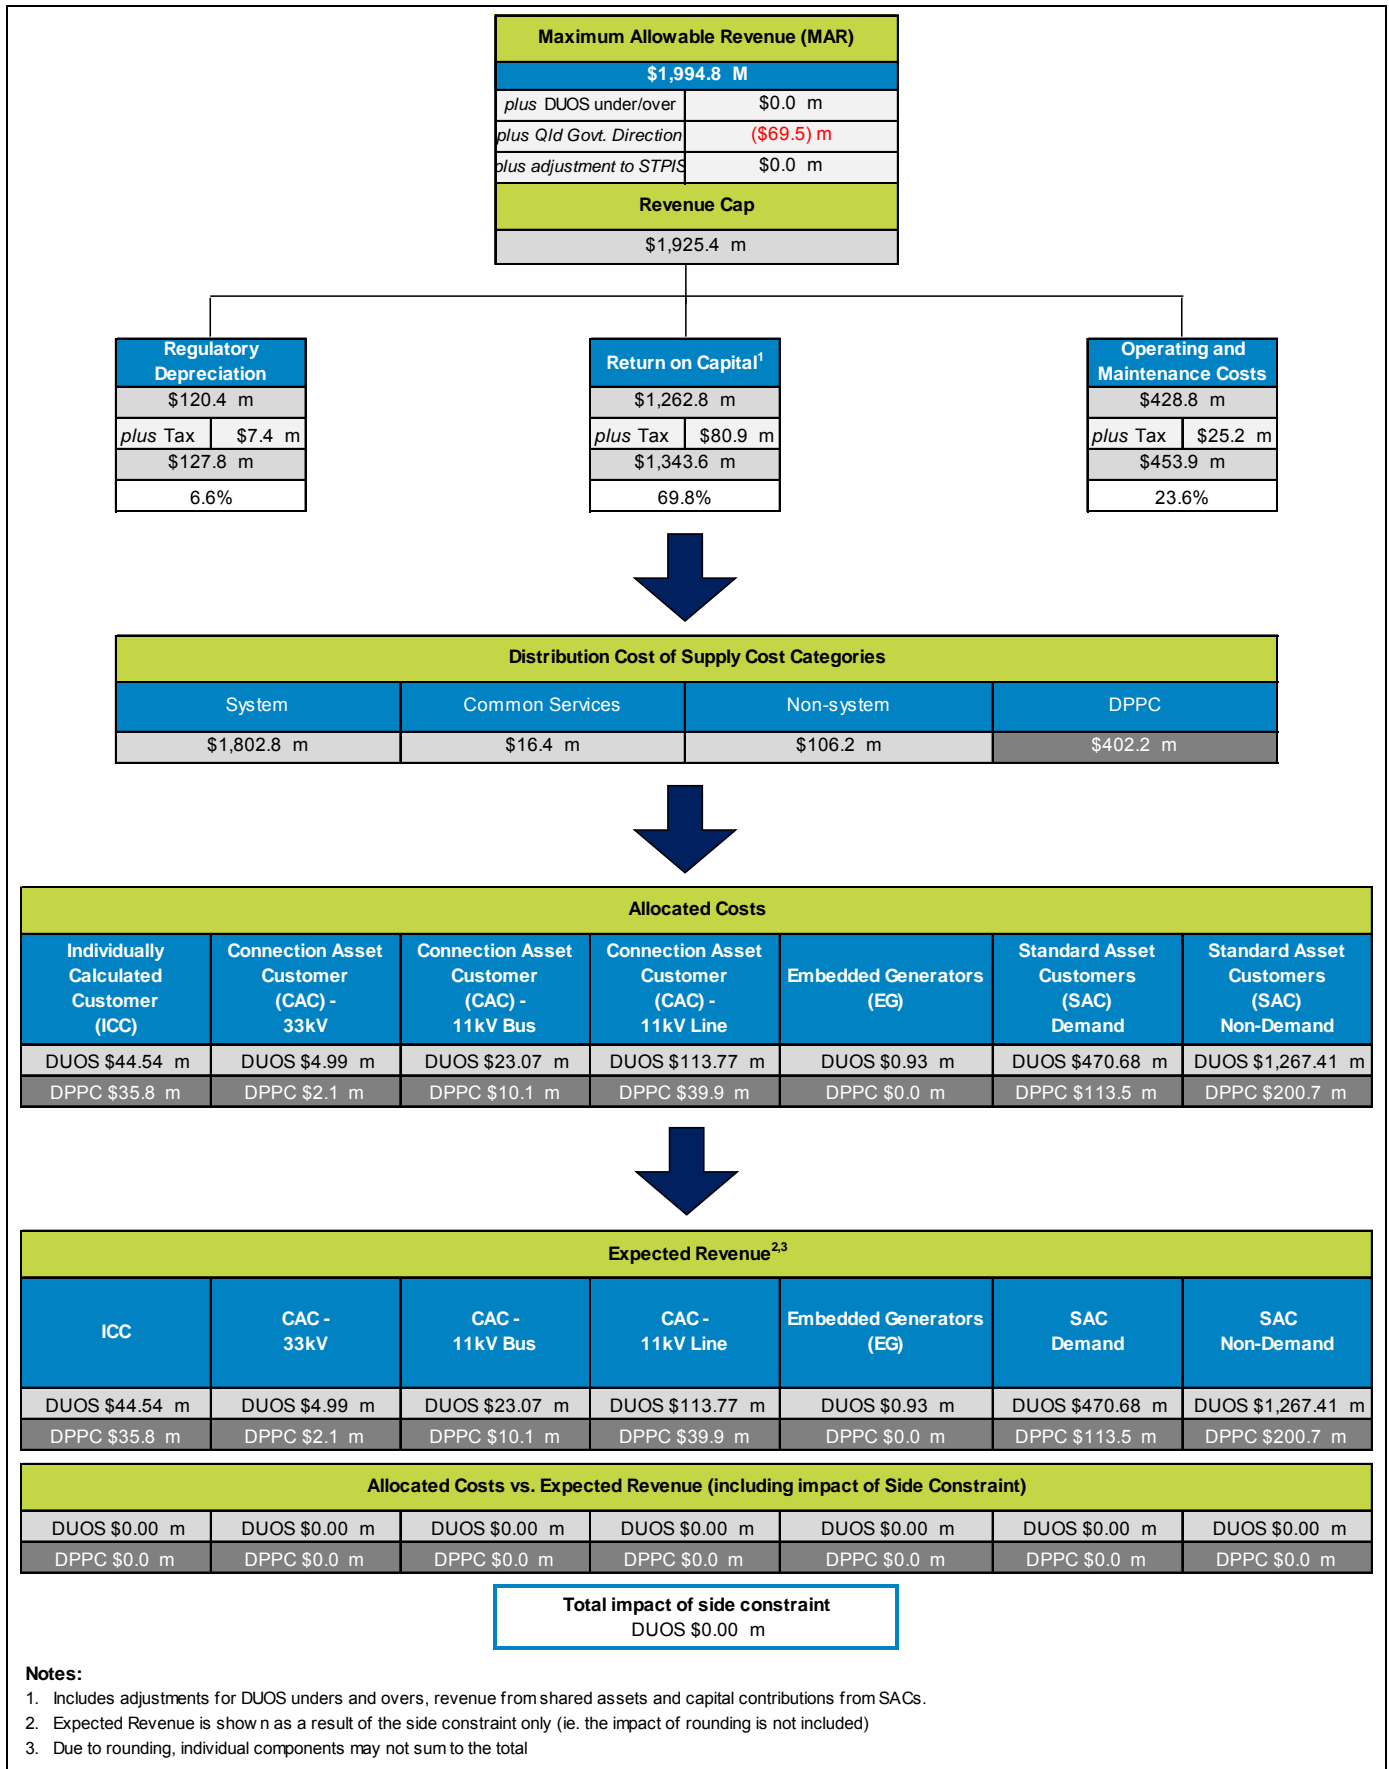 Maximum Allowable Revenue (MAR)
$1,994.8 M
plus DUOS under/over $0.0 m
plus Qld Govt. Direction ($69.5) m
plus adjustment to STPIS $0.0 m
Revenue Cap
$1,925.4 m
Regulatory
Depreciation
$120.4 m
plus Tax $7.4 m
$127.8 m
6.6%
Return on Capital1
$1,262.8 m
plus Tax $80.9 m
$1,343.6 m
69.8%
Operating and
Maintenance Costs
$428.8 m
plus Tax $25.2 m
$453.9 m
23.6%
Distribution Cost of Supply Cost Categories
System Common Services Non-system DPPC
$1,802.8 m $16.4 m $106.2 m $402.2 m
Allocated Costs
Individually
Calculated
Customer
(ICC)
Connection Asset
Customer
(CAC) -
33kV
Connection Asset
Customer
(CAC) -
11kV Bus
Connection Asset
Customer
(CAC) -
11kV Line
Embedded Generators
(EG)
Standard Asset
Customers
(SAC)
Demand
Standard Asset
Customers
(SAC)
Non-Demand
DUOS $44.54 m DUOS $4.99 m DUOS $23.07 m DUOS $113.77 m DUOS $0.93 m DUOS $470.68 m DUOS $1,267.41 m
DPPC $35.8 m DPPC $2.1 m DPPC $10.1 m DPPC $39.9 m DPPC $0.0 m DPPC $113.5 m DPPC $200.7 m
Expected Revenue2,3
ICC
CAC -
33kV
CAC -
11kV Bus
CAC -
11kV Line
Embedded Generators
(EG)
SAC
Demand
SAC
Non-Demand
DUOS $44.54 m DUOS $4.99 m DUOS $23.07 m DUOS $113.77 m DUOS $0.93 m DUOS $470.68 m DUOS $1,267.41 m
DPPC $35.8 m DPPC $2.1 m DPPC $10.1 m DPPC $39.9 m DPPC $0.0 m DPPC $113.5 m DPPC $200.7 m
Allocated Costs vs. Expected Revenue (including impact of Side Constraint)
DUOS $0.00 m DUOS $0.00 m DUOS $0.00 m DUOS $0.00 m DUOS $0.00 m DUOS $0.00 m DUOS $0.00 m
DPPC $0.0 m DPPC $0.0 m DPPC $0.0 m DPPC $0.0 m DPPC $0.0 m DPPC $0.0 m DPPC $0.0 m
Total impact of side constraint
DUOS $0.00 m
Notes:
1. Includes adjustments for DUOS unders and overs, revenue from shared assets and capital contributions from SACs.
2. Expected Revenue is shown as a result of the side constraint only (ie. the impact of rounding is not included)
3. Due to rounding, individual components may not sum to the total